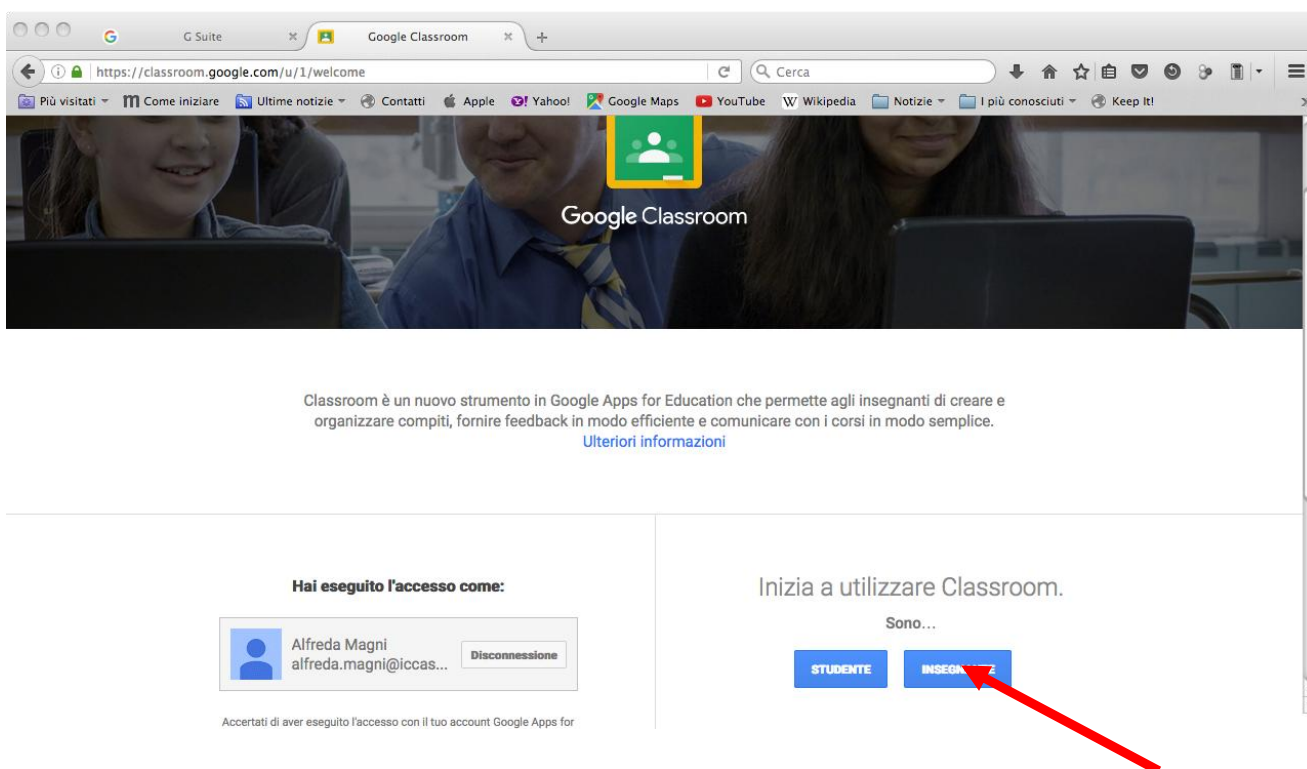 G Suite
Google Classroom
https://classroom.google.com/u/1/welcome
Cerca
Più visitati
Come iniziare
Ultime notizie
Contatti
Apple
Yahoo!
Google Maps
YouTube
Wikipedia
Notizie
I più conosciuti
Keep It!
Google Classroom
Classroom è un nuovo strumento in Google Apps for Education che permette agli insegnanti di creare e
organizzare compiti, fornire feedback in modo efficiente e comunicare con i corsi in modo semplice.
Ulteriori informazioni
Hai eseguito l'accesso come:
Alfreda Magni
alfreda.magni@iccas...
Disconnessione
Accertati di aver eseguito l'accesso con il tuo account Google Apps for
Inizia a utilizzare Classroom.
Sono...
STUDENTE
INSEGNANTE